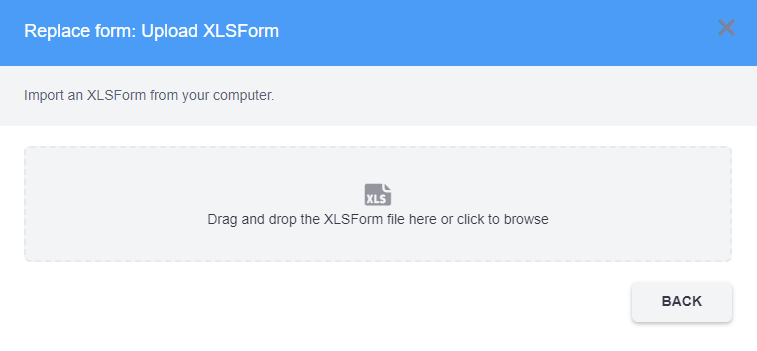 Replace form: Upload XLSForm
Import an XLSForm from your computer.
XLS
Drag and drop the XLSForm file here or click to browse
BACK